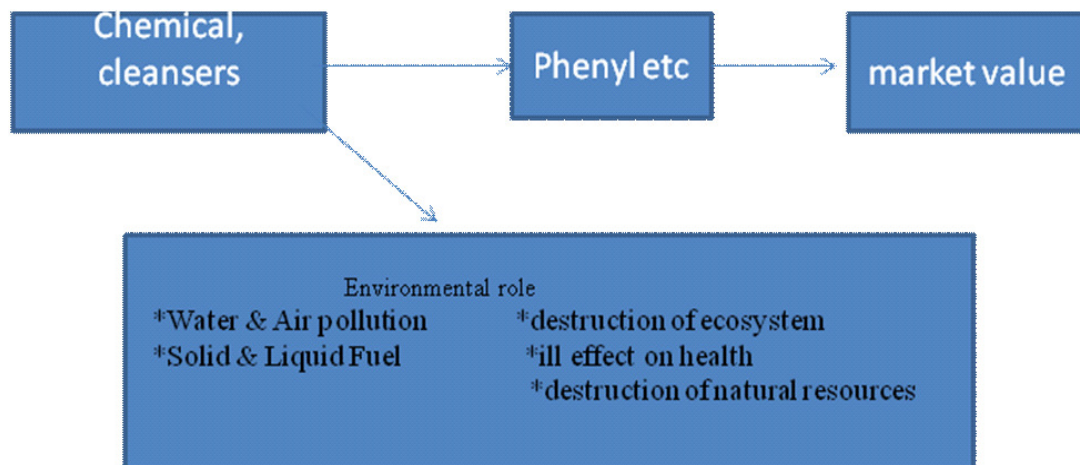 Chemical,
cleansers
Phenyl etc
market value
Environmental role
*Water & Air pollution
*destruction of ecosystem
*Solid & Liquid Fuel
*ill effect on health
*destruction of natural resources